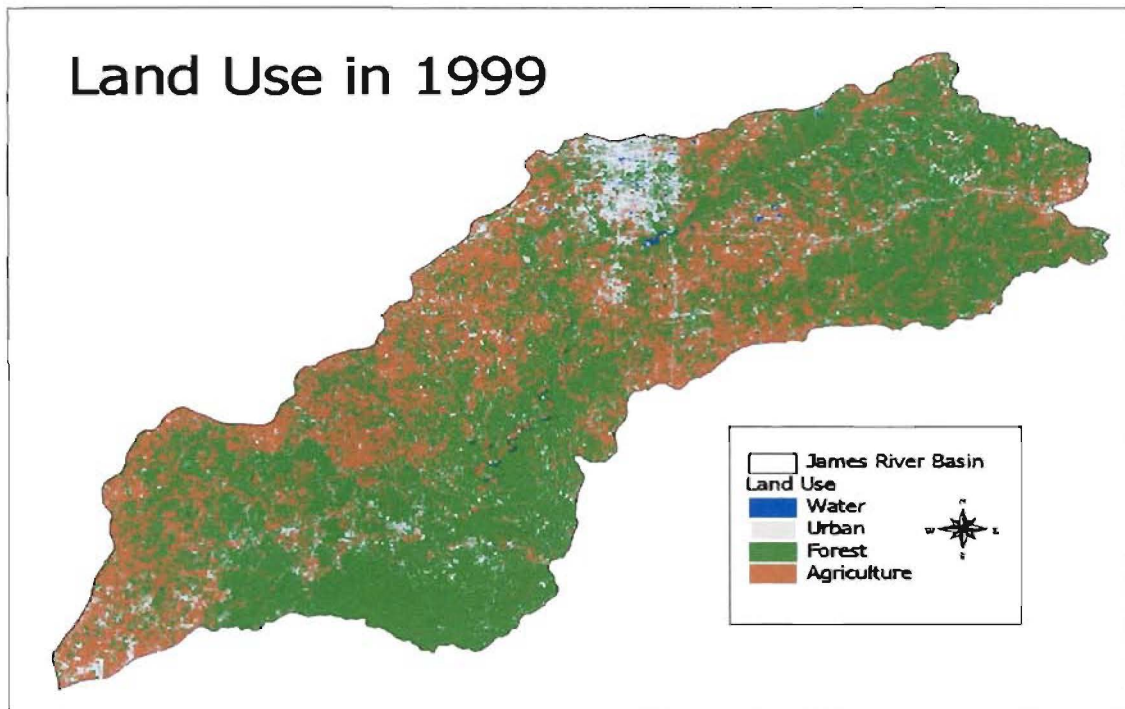 Land Use in 1999
James River Basin
Land Use
Water
Urban
Forest
Agriculture
N
W